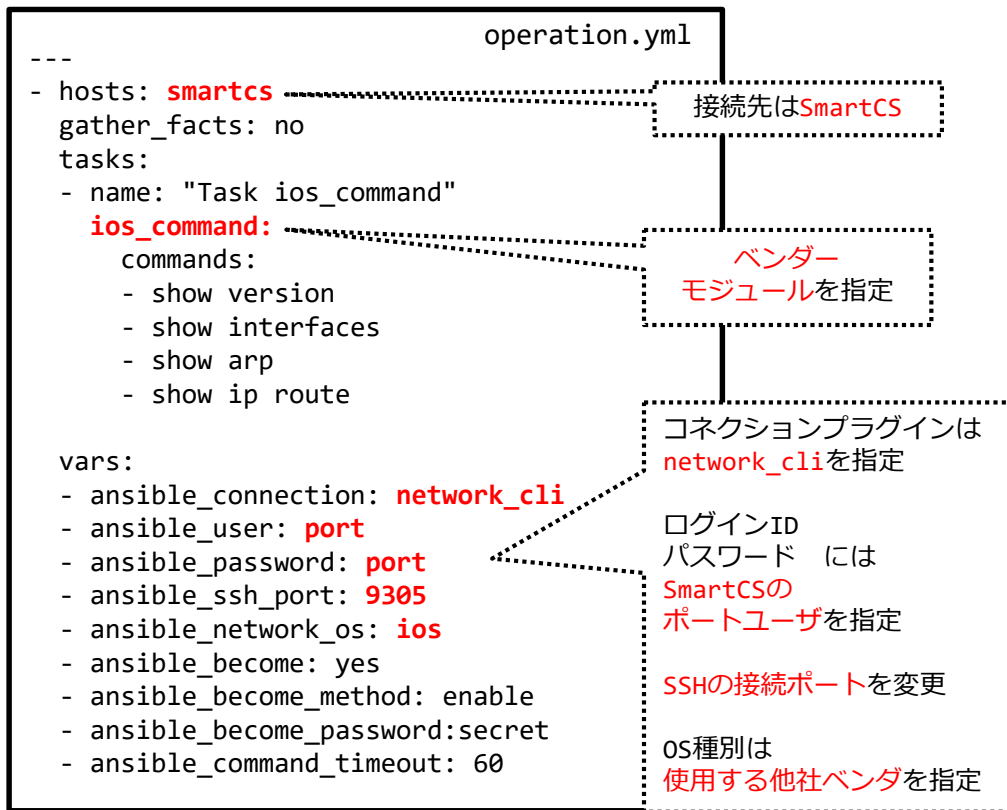 operation.yml
---
- hosts: smartcs
  gather_facts: no
  tasks:
  - name: "Task ios_command"
    ios_command:
      commands:
      - show version
      - show interfaces
      - show arp
      - show ip route
  vars:
  - ansible_connection: network_cli
  - ansible_user: port
  - ansible_password: port
  - ansible_ssh_port: 9305
  - ansible_network_os: ios
  - ansible_become: yes
  - ansible_become_method: enable
  - ansible_become_password:secret
  - ansible_command_timeout: 60
接続先はSmartCS
ベンダー
モジュールを指定
コネクションプラグインは
network_cliを指定
ログインID
パスワード　には
SmartCSの
ポートユーザを指定
SSHの接続ポートを変更
OS種別は
使用する他社ベンダを指定